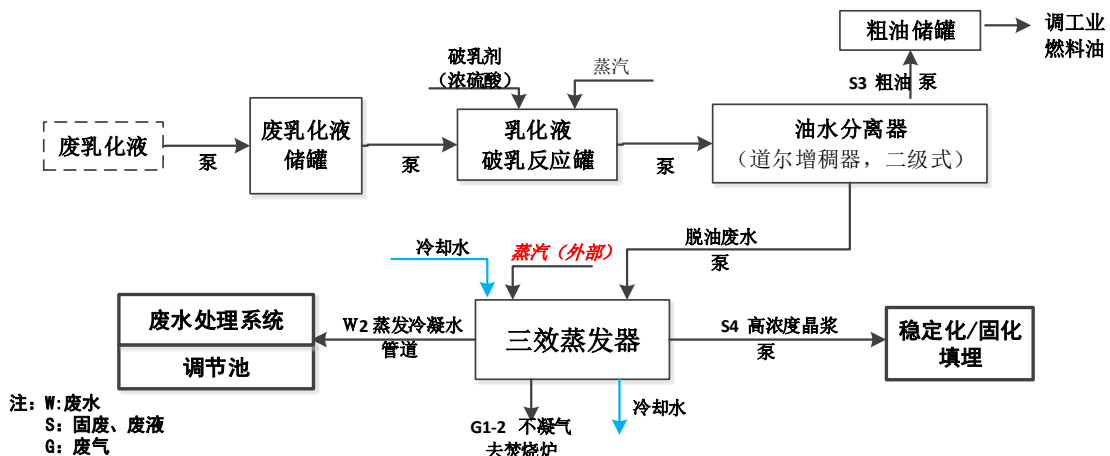 粗油储罐
调工业
燃料油
破乳剂
（浓硫酸）
蒸汽
S3 粗油 泵
废乳化液
泵
废乳化液
储罐
泵
乳化液
破乳反应罐
泵
油水分离器
（道尔增稠器，二级式）
冷却水
蒸汽（外部）
脱油废水
泵
废水处理系统
调节池
W2 蒸发冷凝水
管道
三效蒸发器
S4 高浓度晶浆
泵
稳定化/固化
填埋
G1-2 不凝气
去焚烧炉
冷却水
注：W:废水
S：固废、废液
G：废气